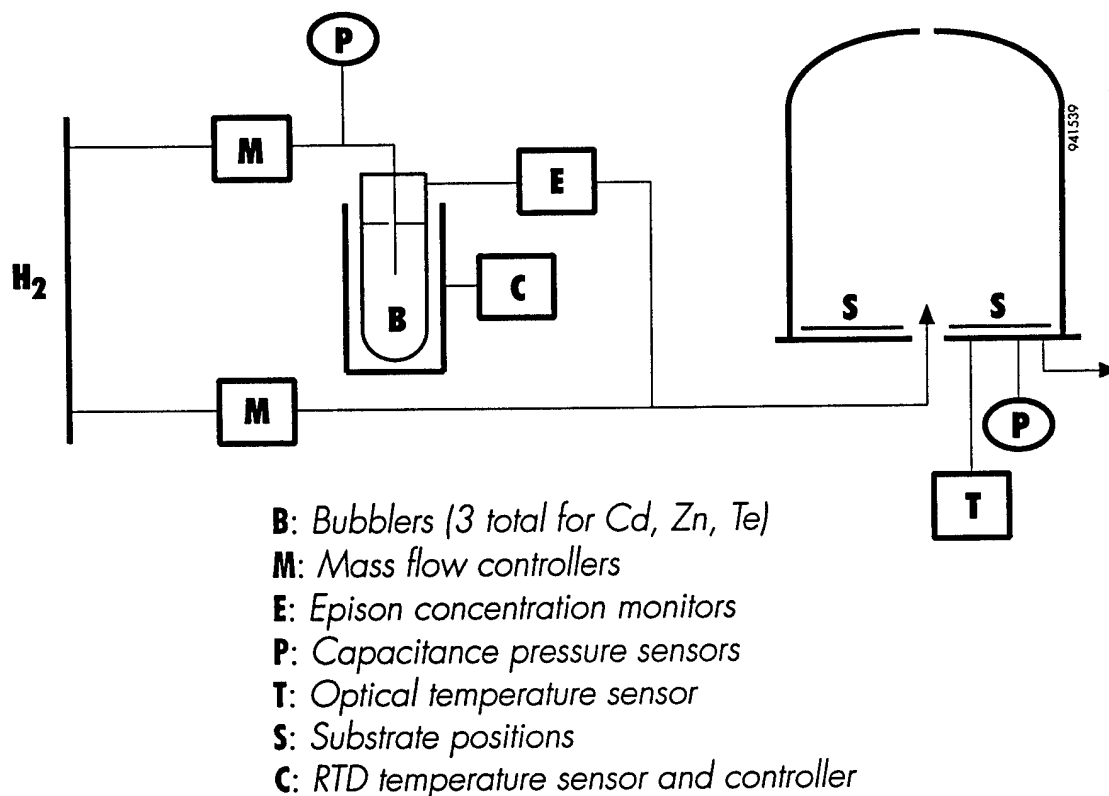 P
M
E
941539
H2
C
B
S
S
M
P
T
B: Bubblers (3 total for Cd, Zn, Te)
M: Mass flow controllers
E: Epison concentration monitors
P: Capacitance pressure sensors
T: Optical temperature sensor
S: Substrate positions
C: RTD temperature sensor and controller